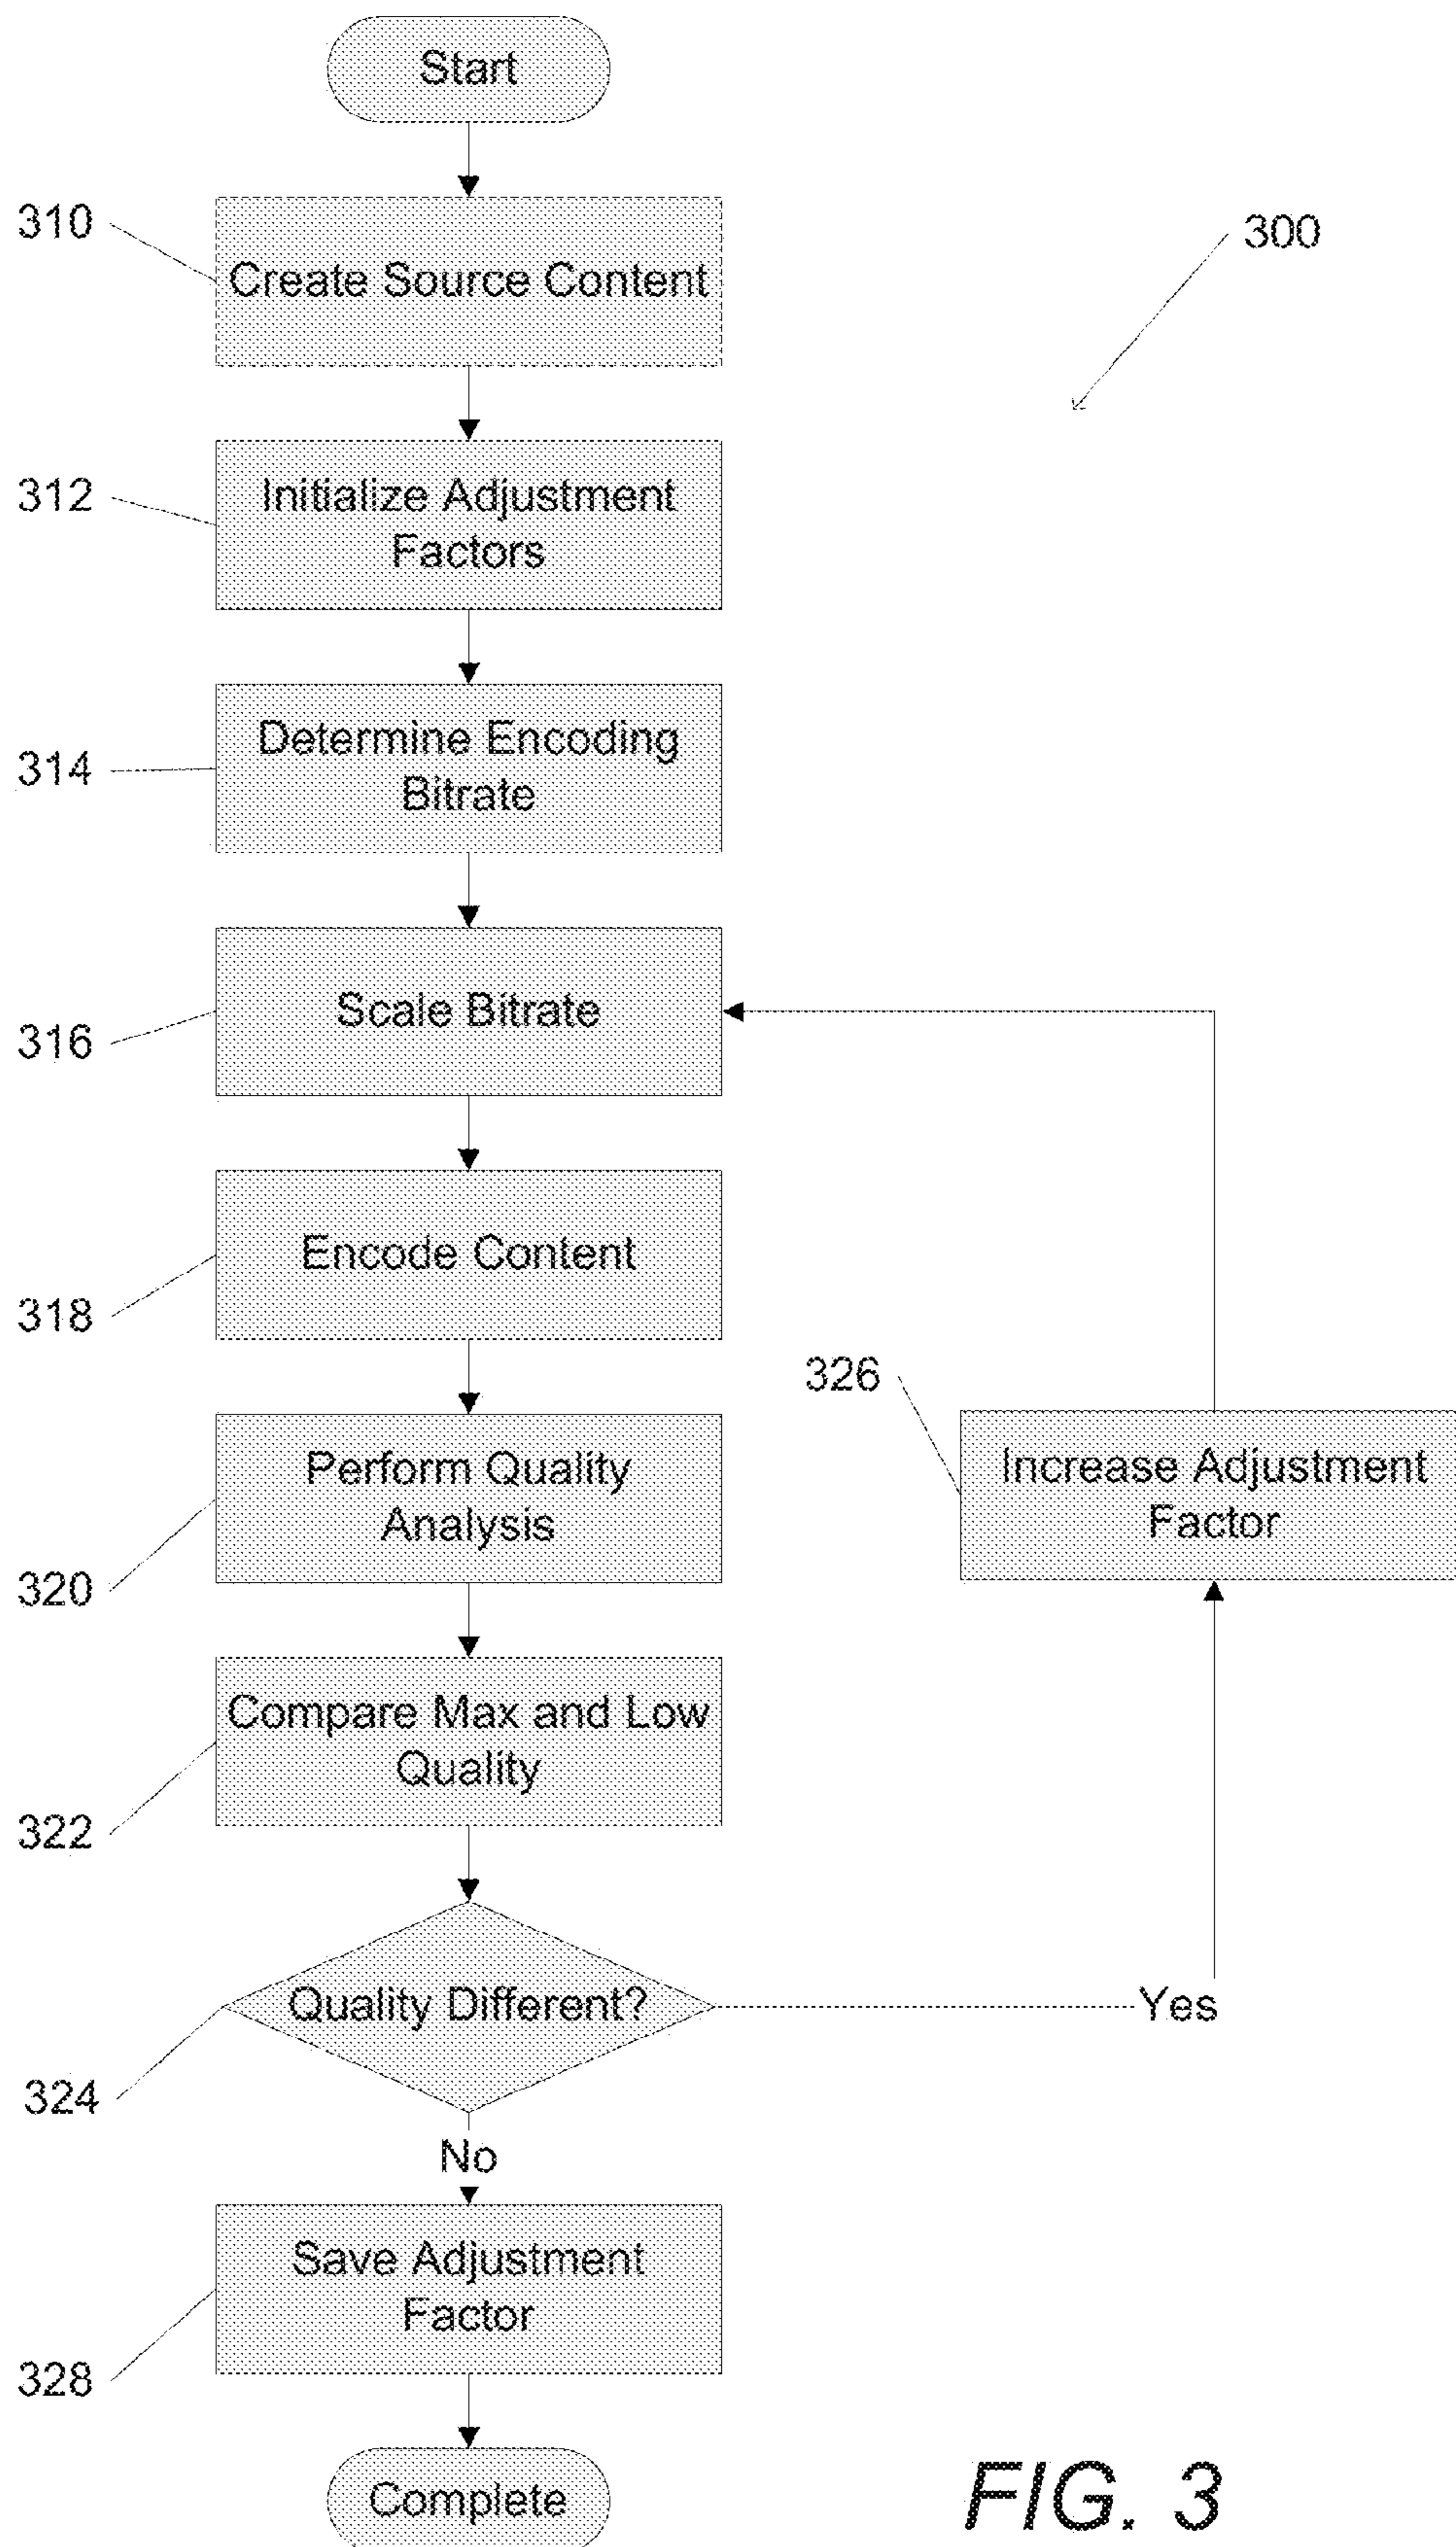 Start
310
Create Source Content
300
312
Initialize Adjustment
Factors
314
Determine Encoding
Bitrate
316
Scale Bitrate
318
Encode Content
320
Perform Quality
Analysis
326
Increase Adjustment
Factor
322
Compare Max and Low
Quality
324
Quality Different?
Yes
No
328
Save Adjustment
Factor
Complete
FIG. 3